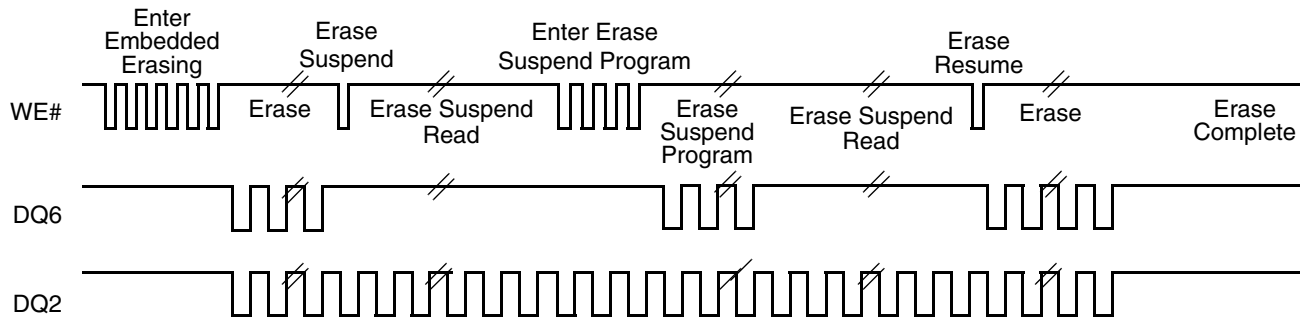 Enter
Embedded
Erasing
Erase
Suspend
Enter Erase
Suspend Program
Erase
Resume
WE#
Erase
Erase Suspend
Read
Erase
Suspend
Program
Erase Suspend
Read
Erase
Erase
Complete
DQ6
DQ2